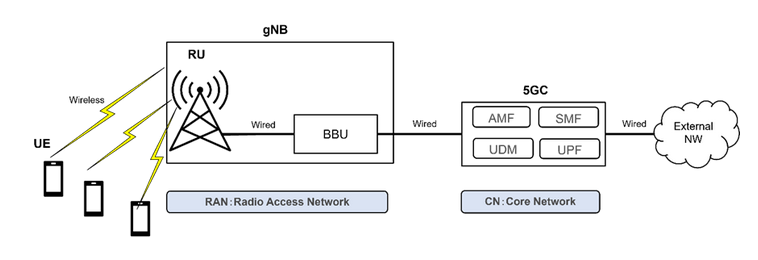 gNB
RU
Wireless
UE
Wired
BBU
Wired
5GC
AMF
SMF
UDM
UPF
Wired
External
NW
RAN：Radio Access Network
CN：Core Network